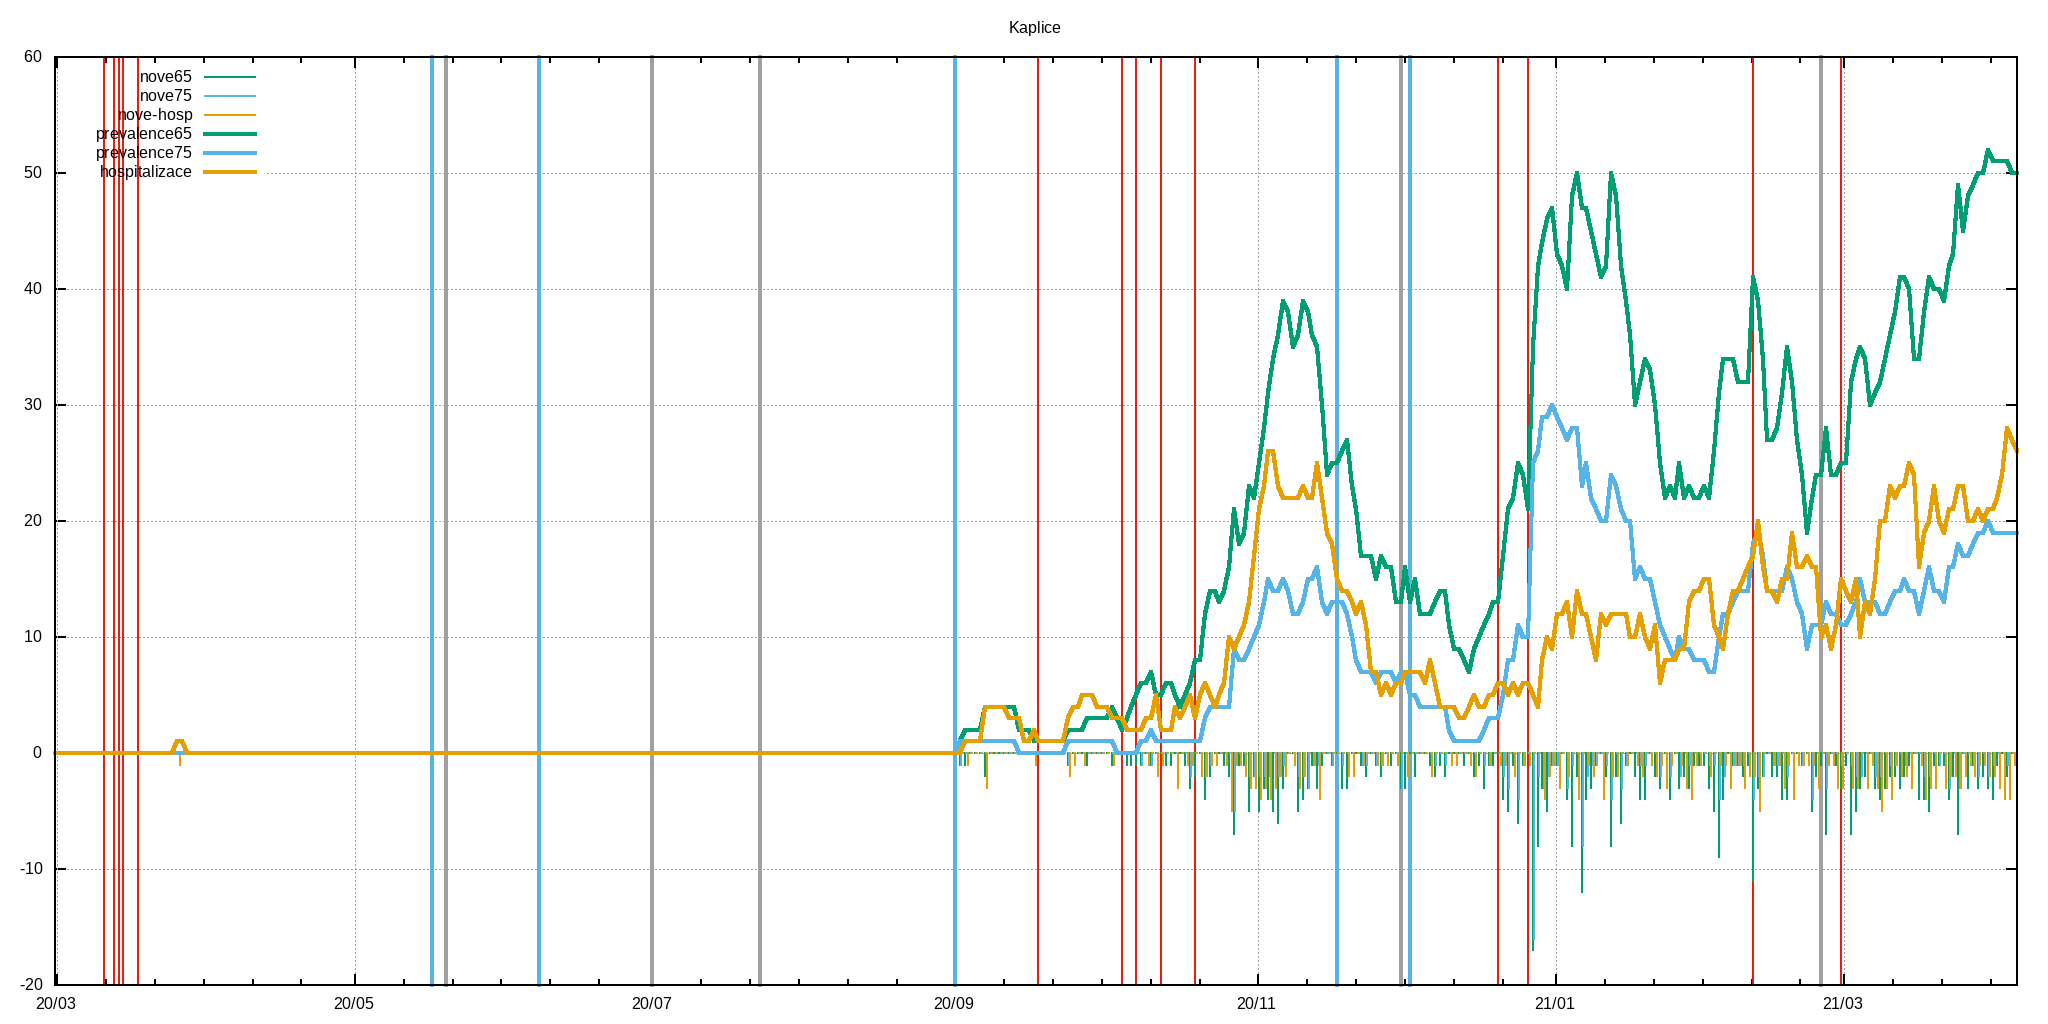 Kaplice
60
nove65
nove75
nove-hosp
prevalence65
prevalence75
hospitalizace
50
40
30
20
10
0
-10
-20
20/03 20/05 20/07 20/09 20/11 21/01 21/03